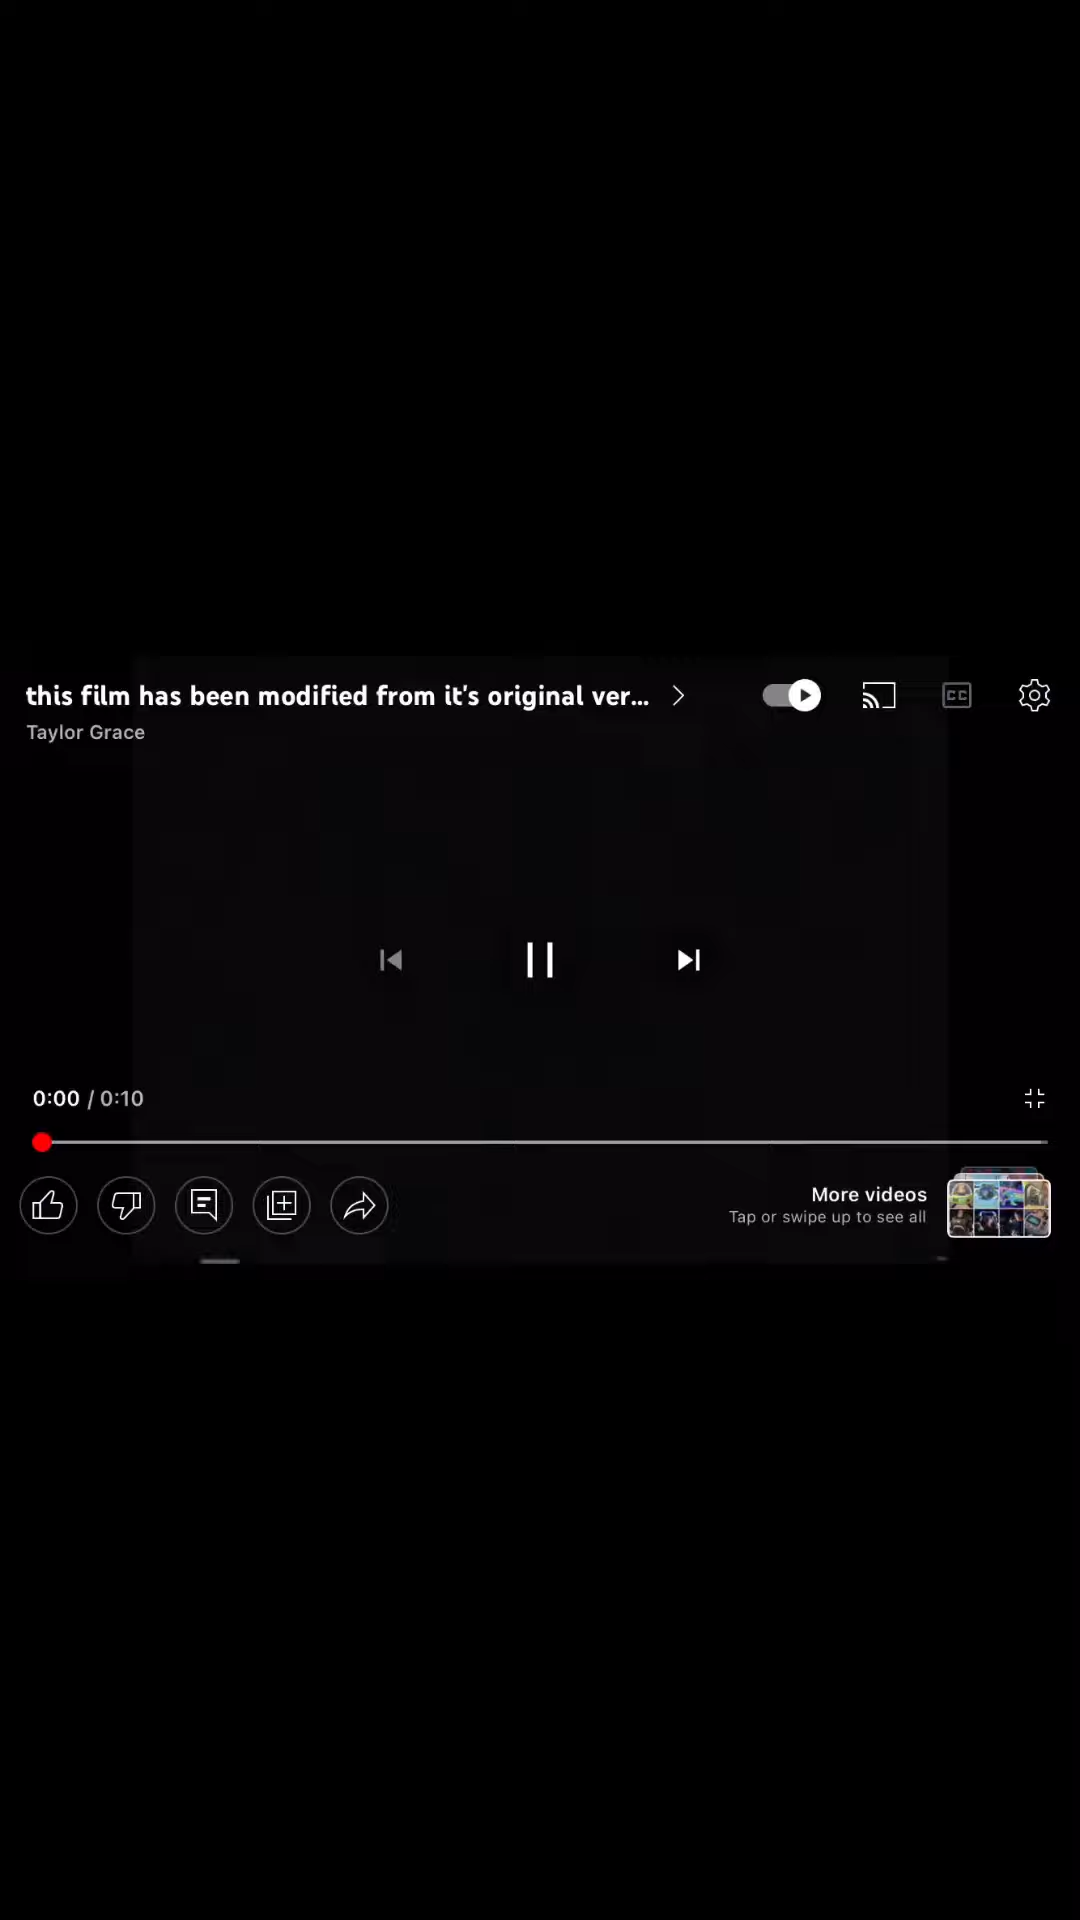 this film has been modified from it's original ver...
Taylor Grace
CC
0:00 / 0:10
More videos
Tap or swipe up to see all